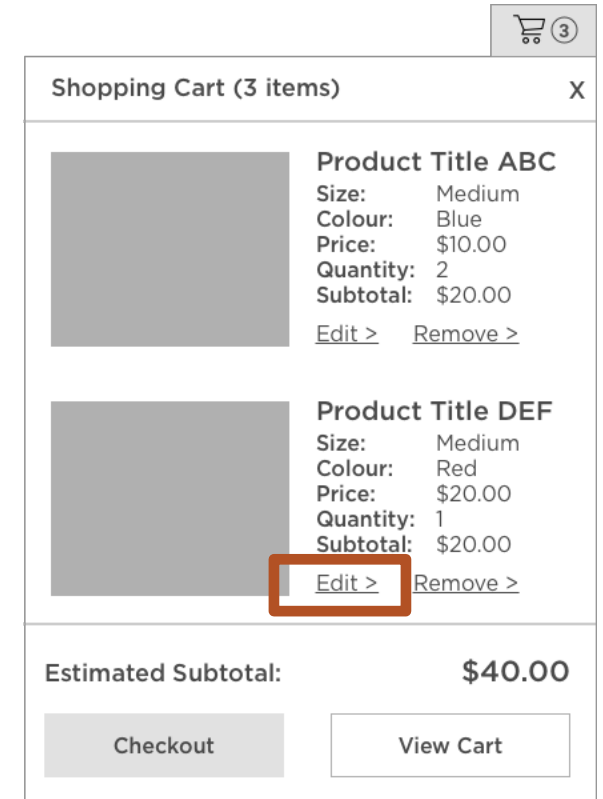 3
Shopping Cart (3 items) X
Product Title ABC
Size: Medium
Colour: Blue
Price: $10.00
Quantity: 2
Subtotal: $20.00
Edit > Remove >
Product Title DEF
Size: Medium
Colour: Red
Price: $20.00
Quantity: 1
Subtotal: $20.00
Edit > Remove >
Estimated Subtotal: $40.00
Checkout View Cart